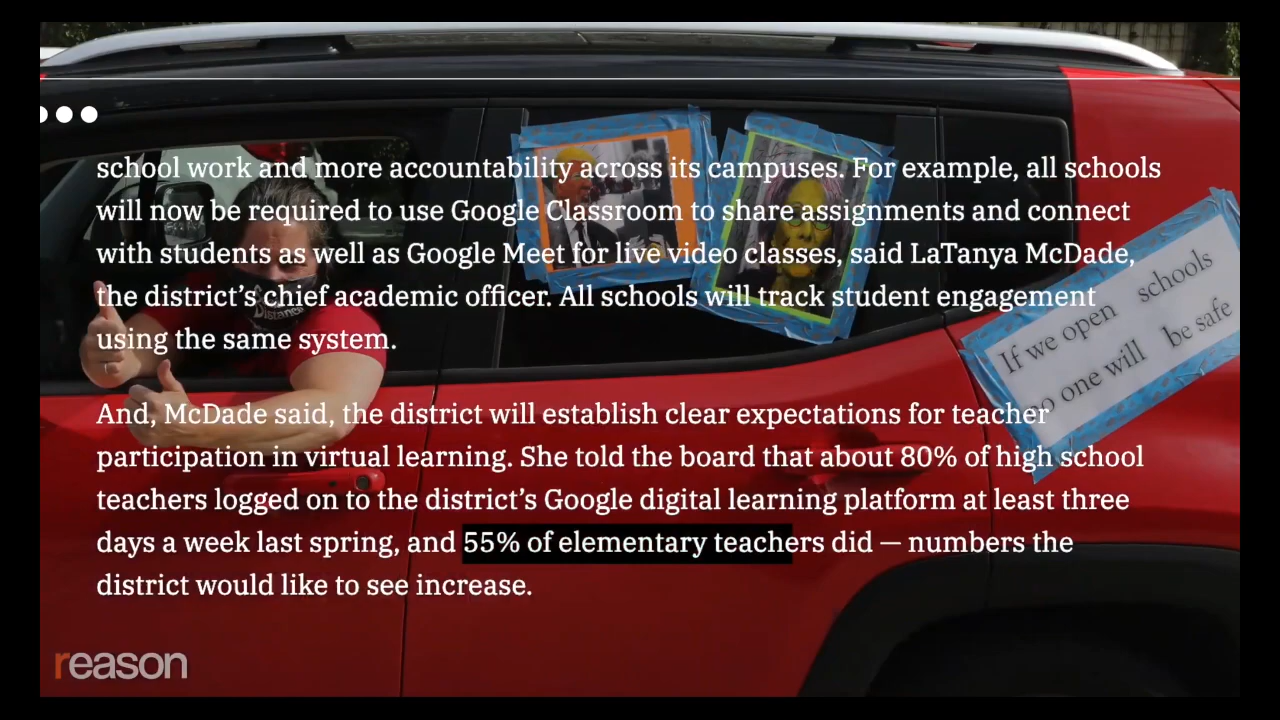 school work and more accountability across its campuses. For example, all schools
will now be required to use Google Classroom to share assignments and connect
with students as well as Google Meet for live video classes, said LaTanya McDade,
the district’s chief academic officer. All schools will track student engagement
using the same system.
And, McDade said, the district will establish clear expectations for teacher
participation in virtual learning. She told the board that about 80% of high school
teachers logged on to the district’s Google digital learning platform at least three
days a week last spring, and 55% of elementary teachers did — numbers the
district would like to see increase.
Distance
If we open schools
no one will be safe
reason